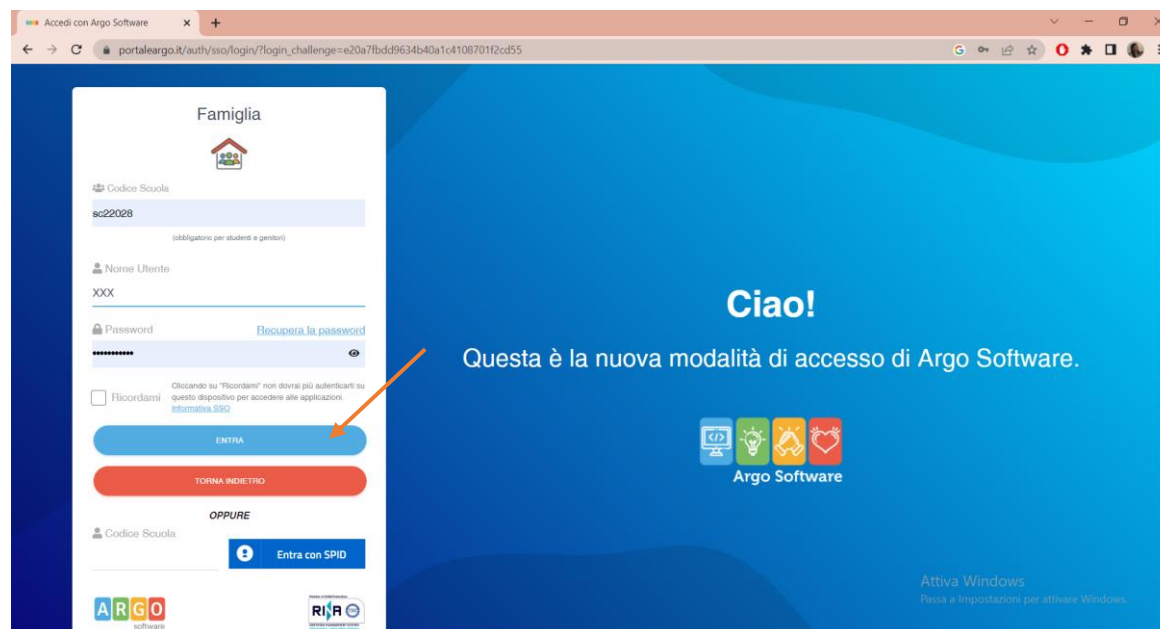 Accedi con Argo Software
portaleargo.it/auth/sso/login/?login_challenge=e20a7fbdd9634b40a1c4108701f2cd55
Famiglia
Codice Scuola
sc22028
(obbligatorio per studenti e genitori)
Nome Utente
XXX
Password
Recupera la password
Ricordami
Cliccando su "Ricordami" non dovrai più autenticarti su
questo dispositivo per accedere alle applicazioni.
Informativa SSO
ENTRA
TORNA INDIETRO
OPPURE
Codice Scuola
Entra con SPID
ARGO
software
RINA
Ciao!
Questa è la nuova modalità di accesso di Argo Software.
Argo Software
Attiva Windows
Passa a Impostazioni per attivare Windows.